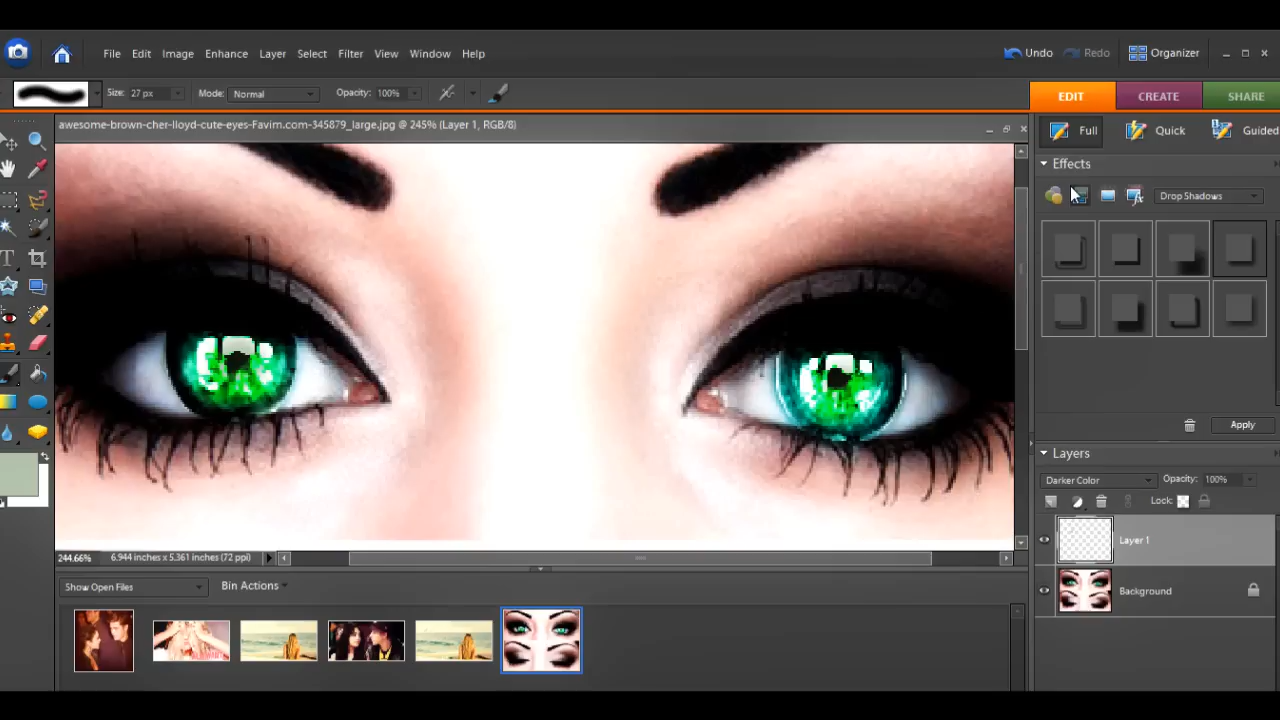 File Edit Image Enhance Layer Select Filter View Window Help
Undo Redo Organizer
Size: 27 px Mode: Normal Opacity: 100%
EDIT CREATE SHARE
awesome-brown-cher-lloyd-cute-eyes-Favim.com-345879_large.jpg @ 245% (Layer 1, RGB/8)
Full Quick Guided
Effects
Drop Shadows
Apply
Layers
Darker Color Opacity: 100%
Lock:
Layer 1
Background
244.66% 6.944 inches x 5.361 inches (72 ppi)
Show Open Files Bin Actions